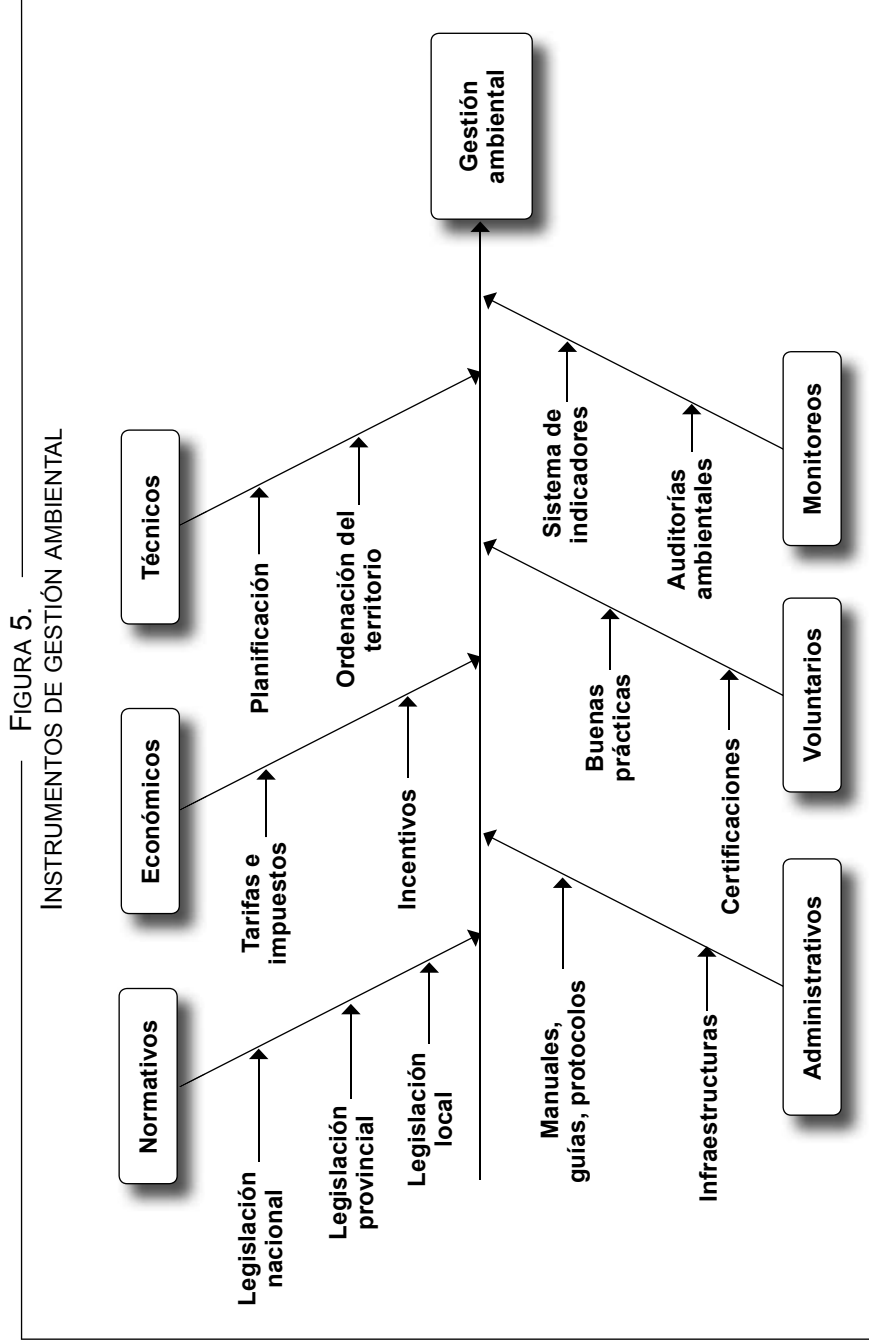 FIGURA 5.
INSTRUMENTOS DE GESTIÓN AMBIENTAL
Normativos
Económicos
Técnicos
Legislación
nacional
Legislación
provincial
Legislación
local
Tarifas e
impuestos
Incentivos
Planificación
Ordenación del
territorio
Gestión
ambiental
Manuales,
guías, protocolos
Infraestructuras
Buenas
prácticas
Certificaciones
Sistema de
indicadores
Auditorías
ambientales
Administrativos
Voluntarios
Monitoreos